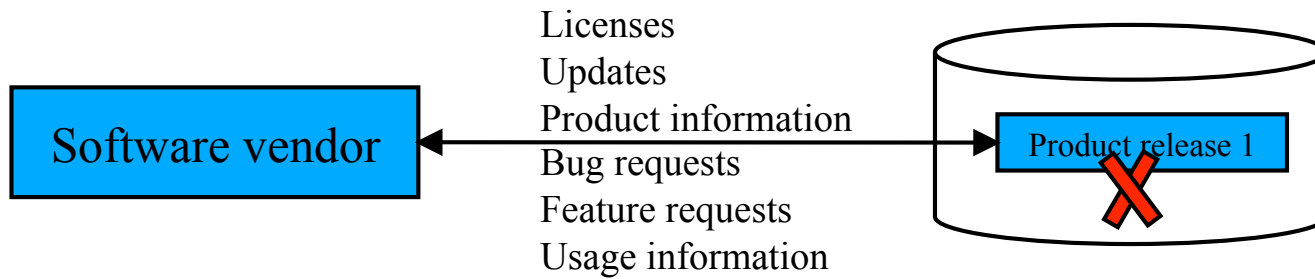 Licenses
Updates
Product information
Bug requests
Feature requests
Usage information
Software vendor
Product release 1